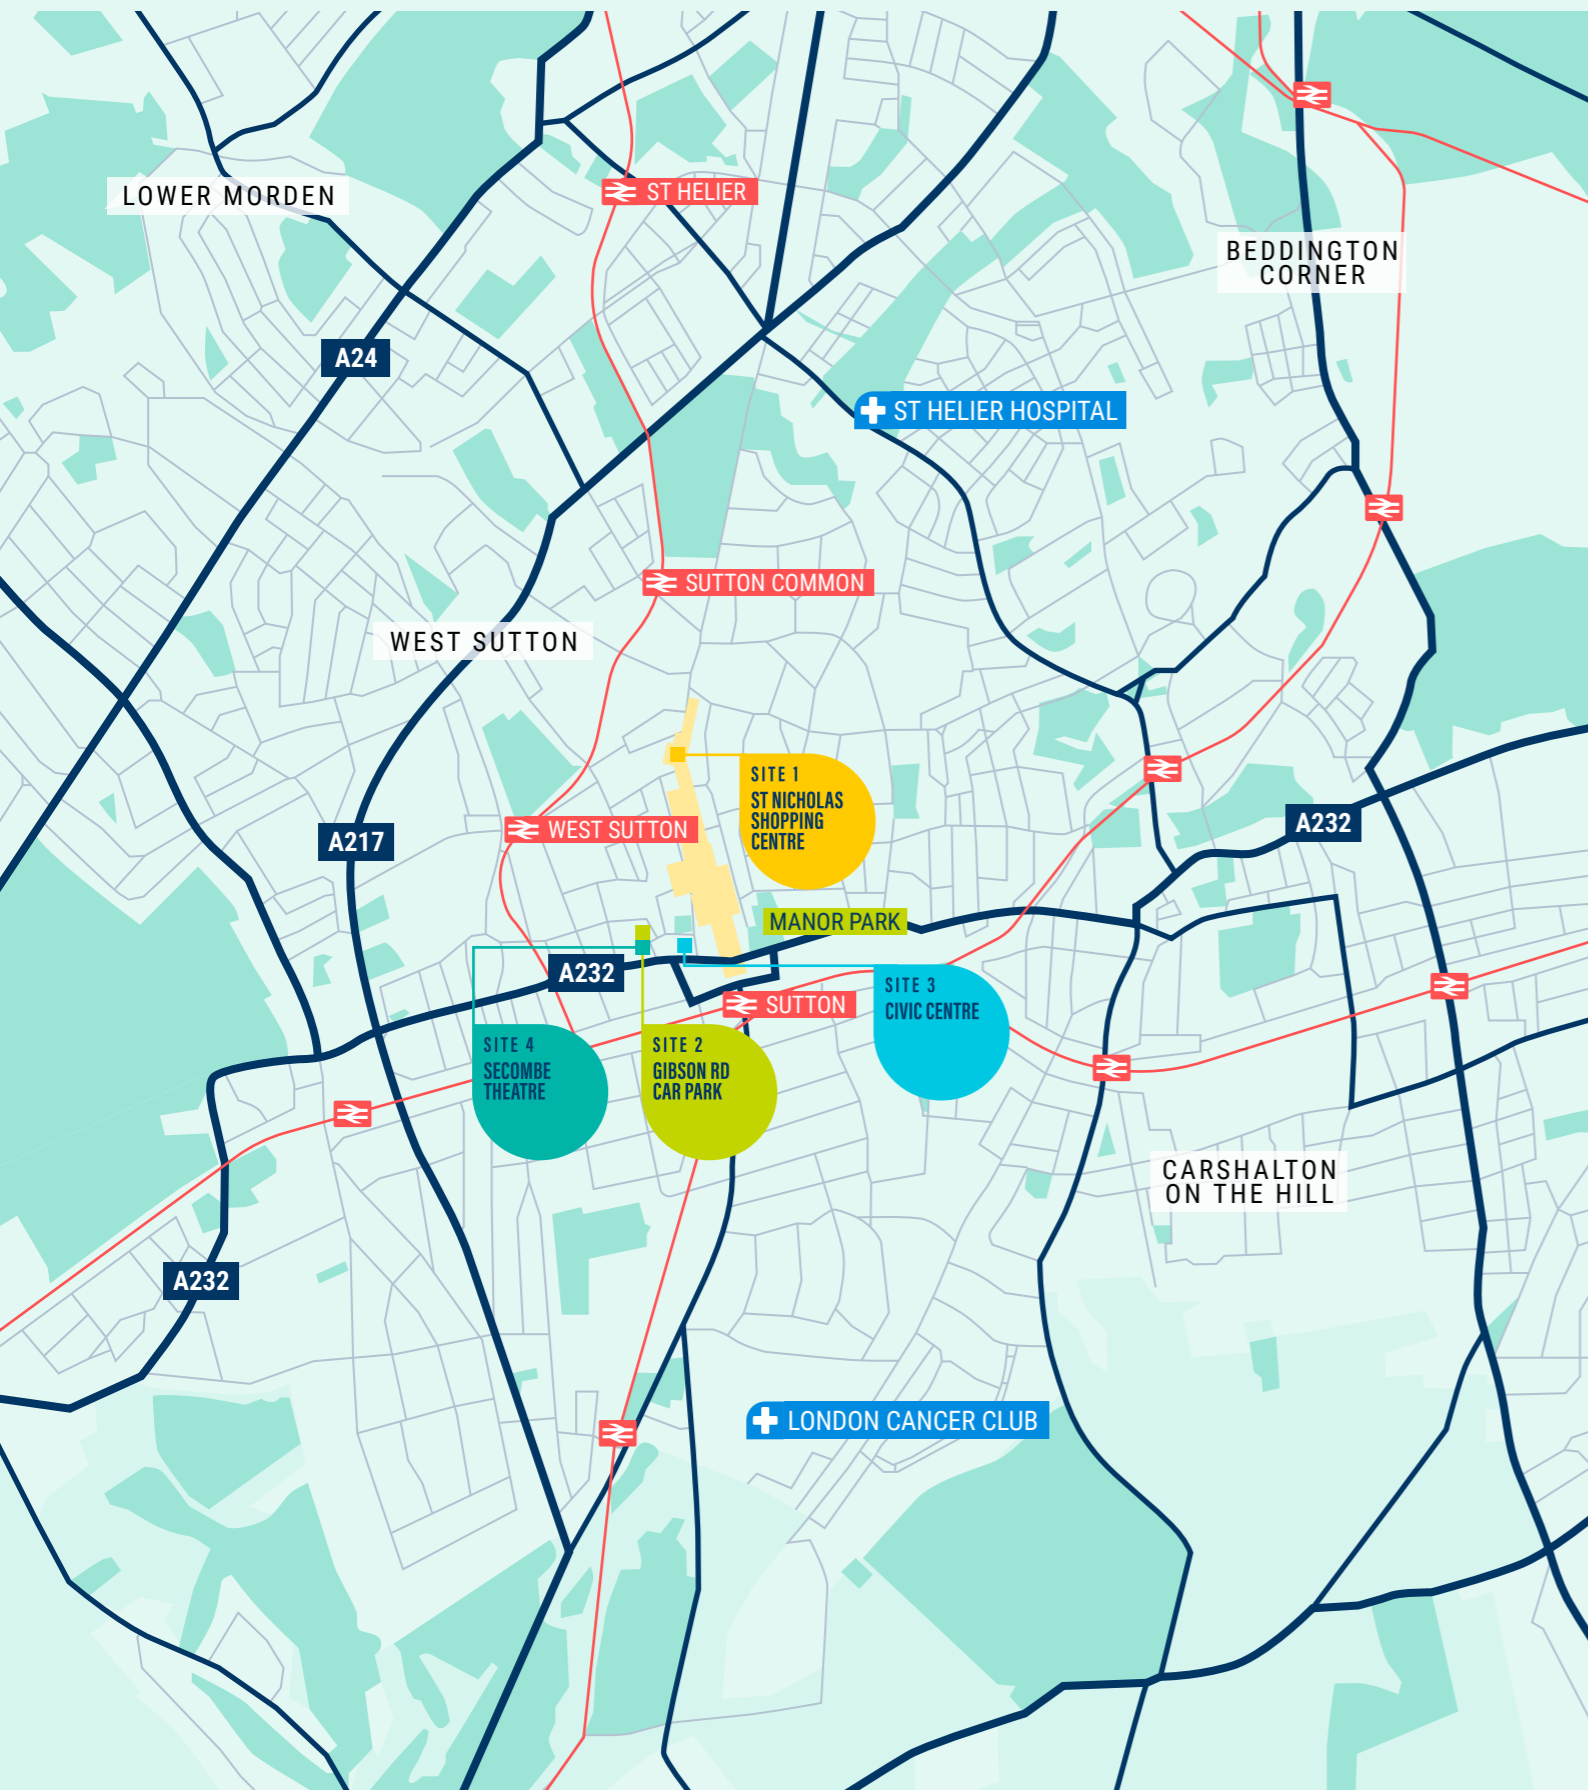 ST HELIER
LOWER MORDEN
BEDDINGTON
CORNER
A24
ST HELIER HOSPITAL
SUTTON COMMON
WEST SUTTON
SITE 1
ST NICHOLAS
SHOPPING
CENTRE
A232
WEST SUTTON
A217
MANOR PARK
A232
SITE 3
CIVIC CENTRE
SUTTON
SITE 4
SECOMBE
THEATRE
SITE 2
GIBSON RD
CAR PARK
CARSHALTON
ON THE HILL
A232
LONDON CANCER CLUB